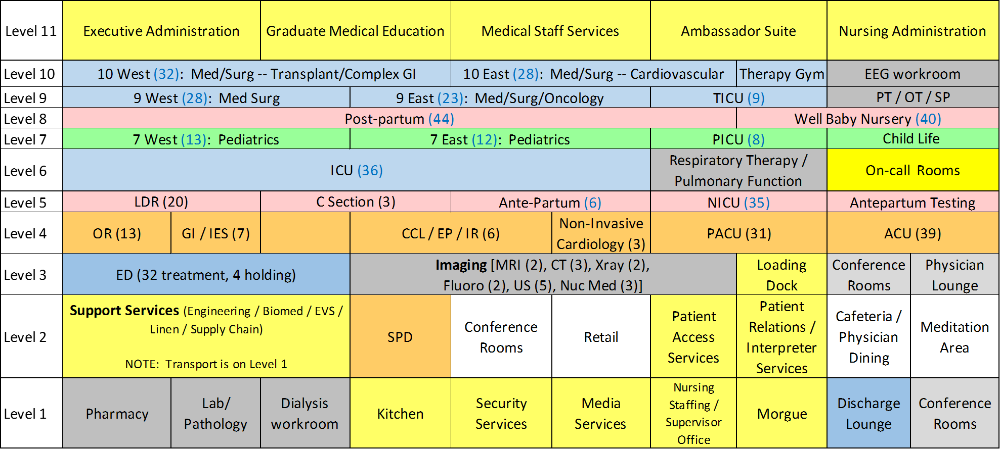 Level 11
Executive Administration
Graduate Medical Education
Medical Staff Services
Ambassador Suite
Nursing Administration
Level 10
10 West (32):  Med/Surg -- Transplant/Complex GI
10 East (28):  Med/Surg -- Cardiovascular
Therapy Gym
EEG workroom
Level 9
9 West (28):  Med Surg
9 East (23):  Med/Surg/Oncology
TICU (9)
PT / OT / SP
Level 8
Post-partum (44)
Well Baby Nursery (40)
Level 7
7 West (13):  Pediatrics
7 East (12):  Pediatrics
PICU (8)
Child Life
Level 6
ICU (36)
Respiratory Therapy /
Pulmonary Function
On-call  Rooms
Level 5
LDR (20)
C Section (3)
Ante-Partum (6)
NICU (35)
Antepartum Testing
Level 4
OR (13)
GI / IES (7)
CCL / EP / IR (6)
Non-Invasive
Cardiology (3)
PACU (31)
ACU (39)
Level 3
ED (32 treatment, 4 holding)
Imaging [MRI (2), CT (3), Xray (2),
Fluoro (2), US (5), Nuc Med (3)]
Loading
Dock
Conference
Rooms
Physician
Lounge
Level 2
Support Services (Engineering / Biomed / EVS /
Linen / Supply Chain)
NOTE:  Transport is on Level 1
SPD
Conference
Rooms
Retail
Patient
Access
Services
Patient
Relations /
Interpreter
Services
Cafeteria /
Physician
Dining
Meditation
Area
Level 1
Pharmacy
Lab/
Pathology
Dialysis
workroom
Kitchen
Security
Services
Media
Services
Nursing
Staffing /
Supervisor
Office
Morgue
Discharge
Lounge
Conference
Rooms